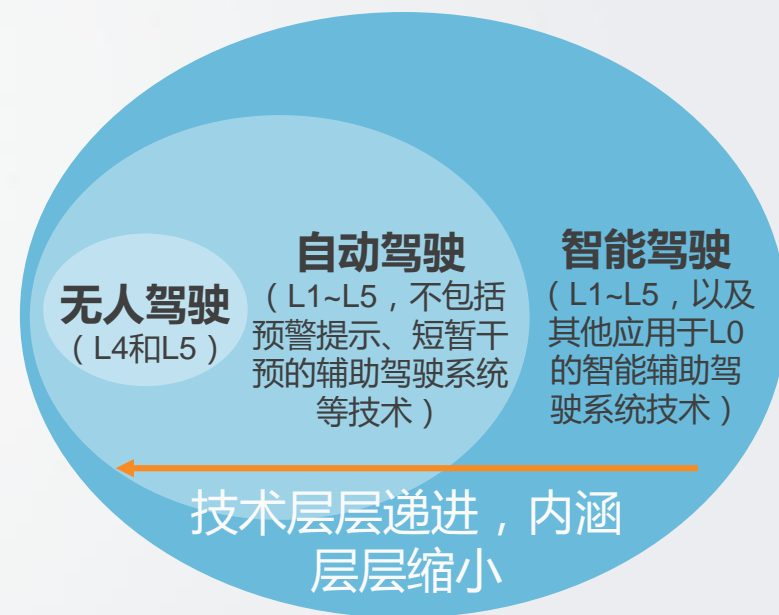 无人驾驶
（L4和L5）
自动驾驶
（L1~L5，不包括
预警提示、短暂干
预的辅助驾驶系统
等技术）
智能驾驶
（L1~L5，以及
其他应用于L0
的智能辅助驾
驶系统技术）
技术层层递进，内涵
层层缩小